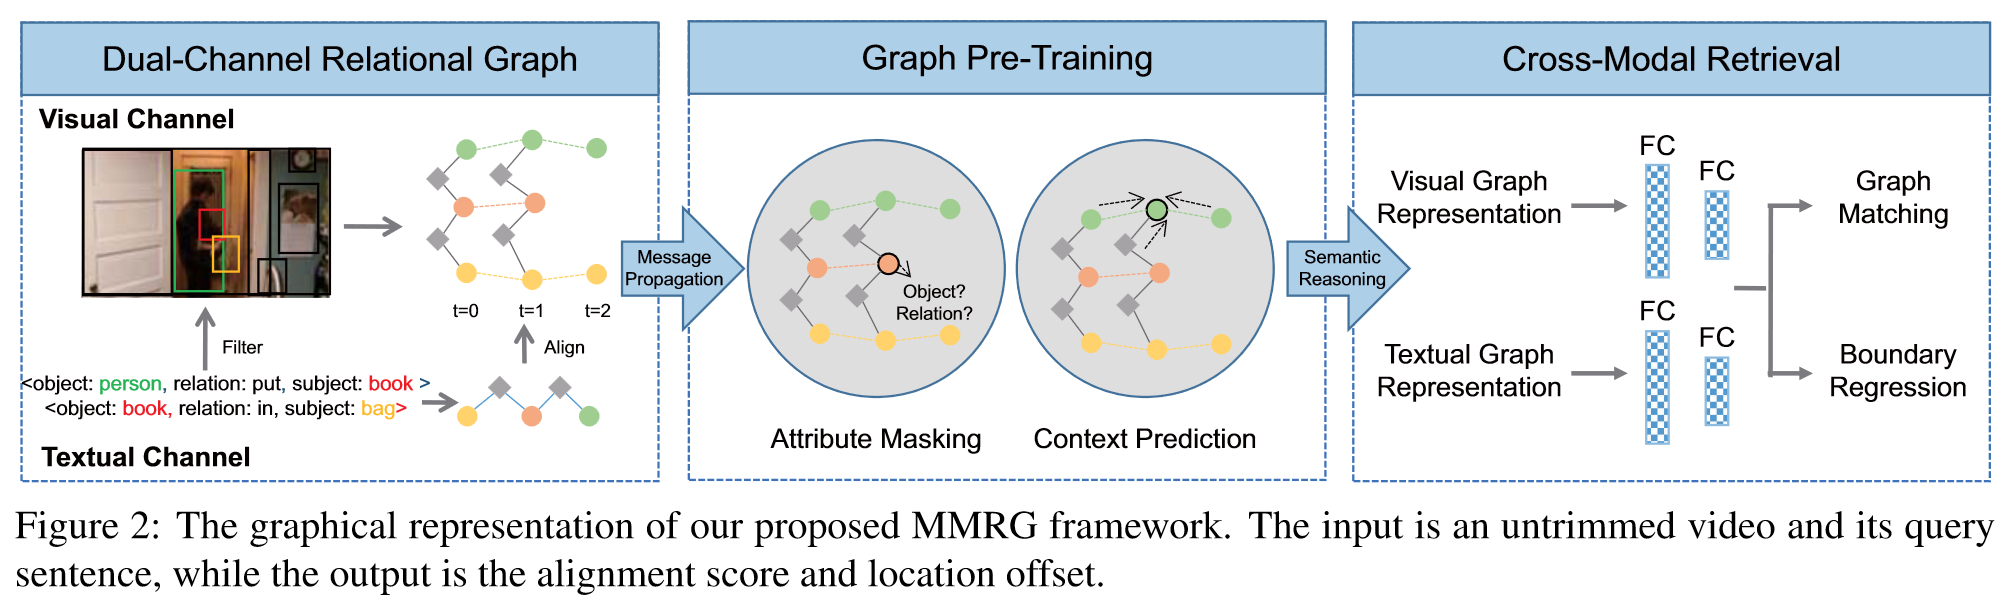 Dual-Channel Relational Graph
Visual Channel
t=0 t=1 t=2
Filter
Align
<object: person, relation: put, subject: book >
<object: book, relation: in, subject: bag>
Textual Channel
Message
Propagation
Graph Pre-Training
Object?
Relation?
Attribute Masking
Context Prediction
Semantic
Reasoning
Cross-Modal Retrieval
Visual Graph
Representation
FC
FC
Graph
Matching
Textual Graph
Representation
FC
FC
Boundary
Regression
Figure 2: The graphical representation of our proposed MMRG framework. The input is an untrimmed video and its query
sentence, while the output is the alignment score and location offset.